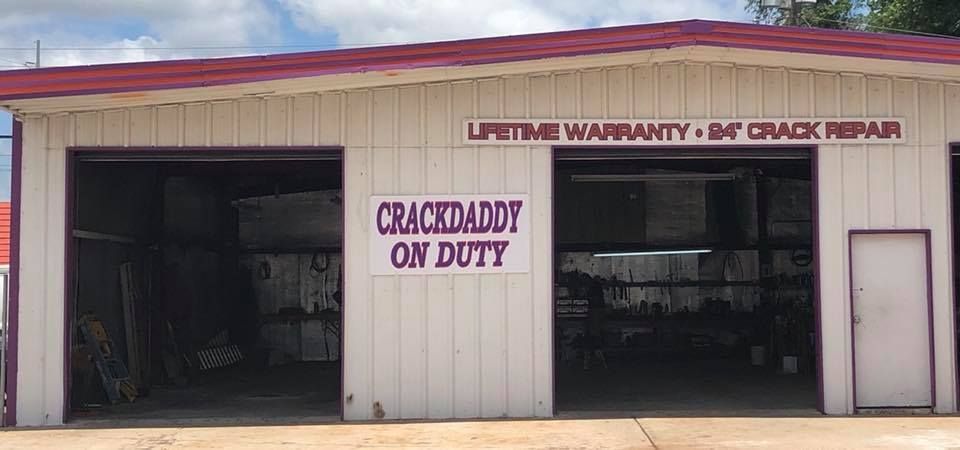 LIFETIME WARRANTY • 24" CRACK REPAIR
CRACKDADDY
ON DUTY